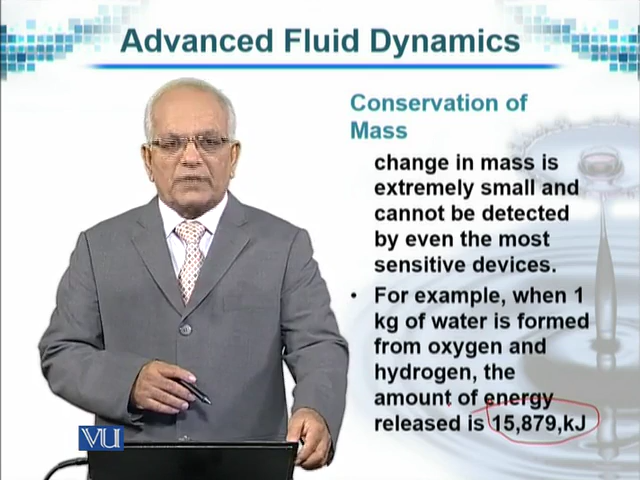 Advanced Fluid Dynamics
Conservation of
Mass
change in mass is
extremely small and
cannot be detected
by even the most
sensitive devices.
• For example, when 1
kg of water is formed
from oxygen and
hydrogen, the
amount of energy
released is 15,879,kJ
VU